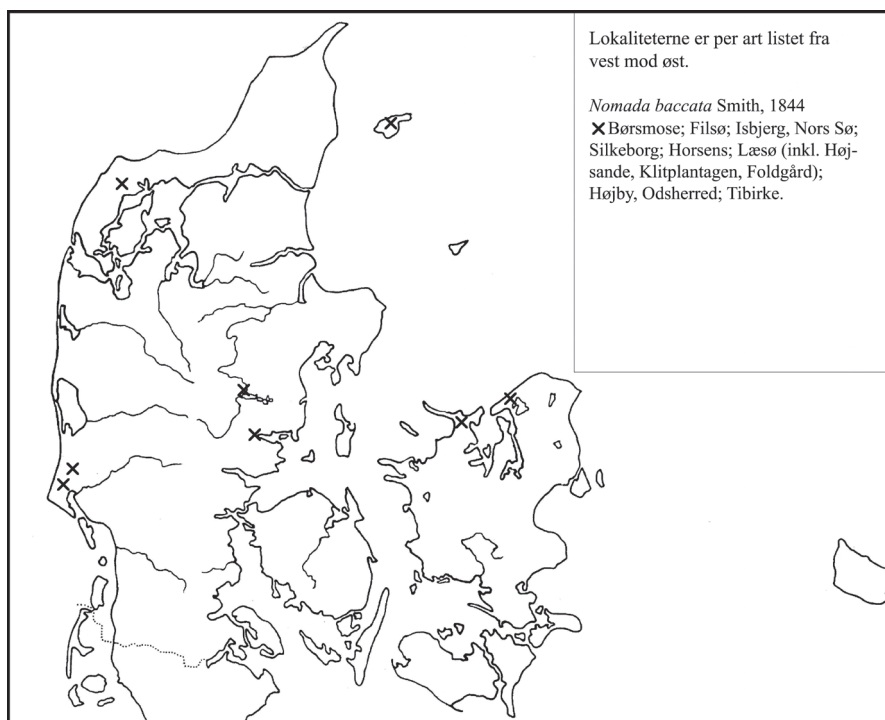 Lokaliteterne er per art listet fra
vest mod øst.
Nomada baccata Smith, 1844
×Børsmose; Filsø; Isbjerg, Nors Sø;
Silkeborg; Horsens; Læsø (inkl. Høj-
sande, Klitplantagen, Foldgård);
Højby, Odsherred; Tibirke.